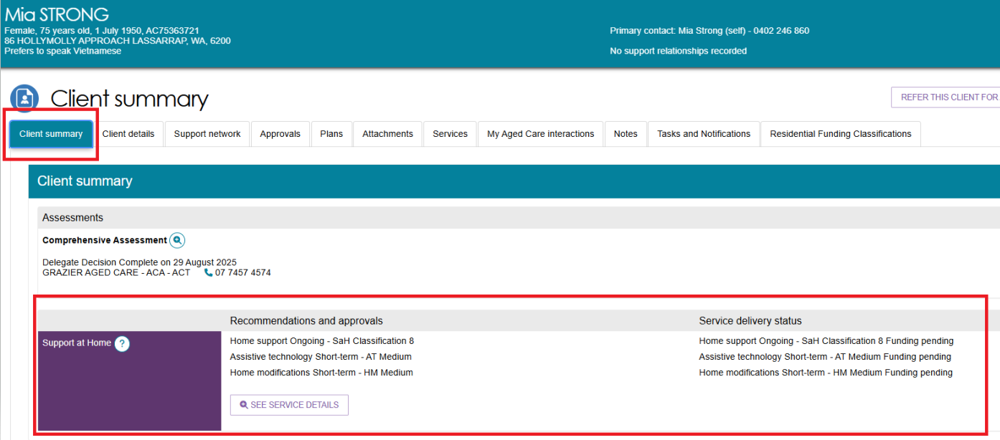 Mia STRONG
Female, 75 years old, 1 July 1950, AC75363721
86 HOLLYMOLLY APPROACH LASSARRAP, WA, 6200
Prefers to speak Vietnamese
Primary contact: Mia Strong (self) - 0402 246 860
No support relationships recorded
Client summary
REFER THIS CLIENT FOR
Client summary
Client details
Support network
Approvals
Plans
Attachments
Services
My Aged Care interactions
Notes
Tasks and Notifications
Residential Funding Classifications
Client summary
Assessments
Comprehensive Assessment
Delegate Decision Complete on 29 August 2025
GRAZIER AGED CARE - ACA - ACT 07 7457 4574
Recommendations and approvals
Service delivery status
Support at Home ?
Home support Ongoing - SaH Classification 8
Assistive technology Short-term - AT Medium
Home modifications Short-term - HM Medium
SEE SERVICE DETAILS
Home support Ongoing - SaH Classification 8 Funding pending
Assistive technology Short-term - AT Medium Funding pending
Home modifications Short-term - HM Medium Funding pending